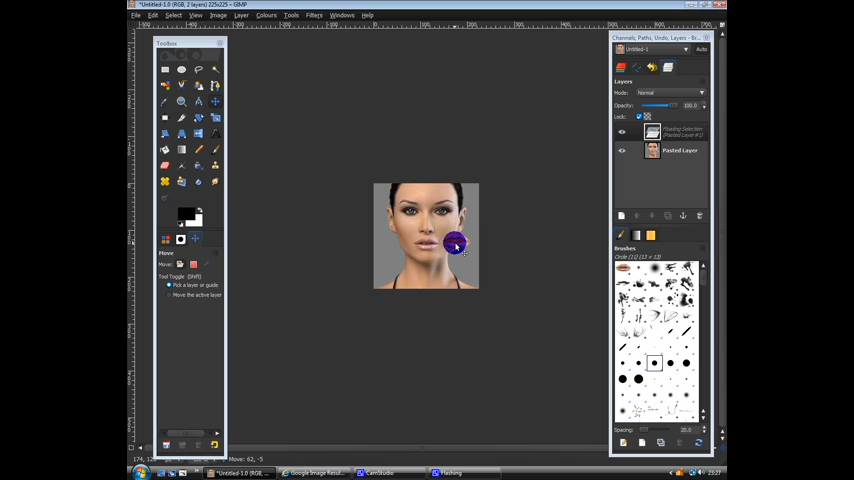 *Untitled-1.0 (RGB, 2 layers) 225x225 – GIMP
File Edit Select View Image Layer Colours Tools Filters Windows Help
Toolbox
Move
Move:
Tool Toggle (Shift)
Pick a layer or guide
Move the active layer
Channels, Paths, Undo, Layers - Br...
Untitled-1
Auto
Layers
Mode: Normal
Opacity: 100.0
Lock:
Floating Selection
(Pasted Layer #1)
Pasted Layer
Brushes
Circle (11) (13 × 13)
Spacing: 20.0
Move: 62, -5
*Untitled-1.0 (RGB, ...
Google Image Resul...
CamStudio
Flashing
23:27